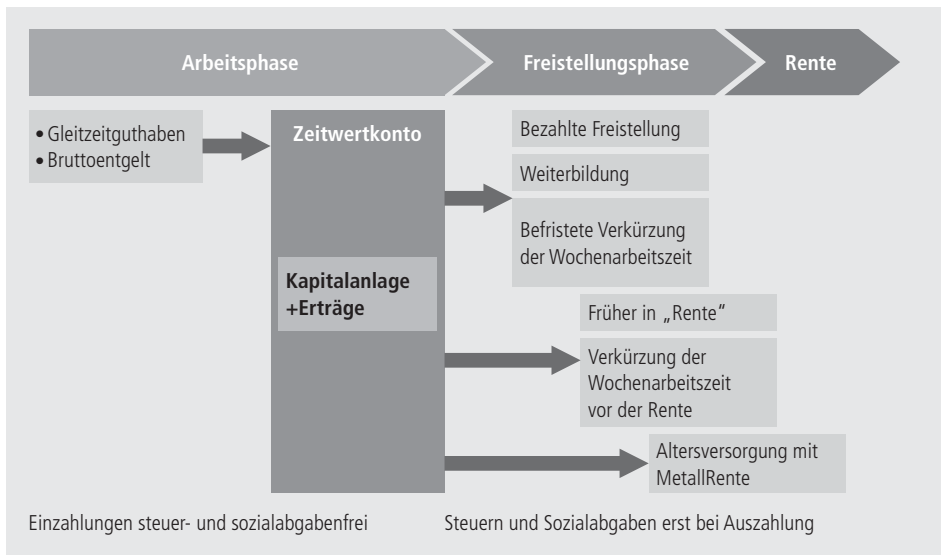 Arbeitsphase
Freistellungsphase
Rente
• Gleitzeitguthaben
• Bruttoentgelt
Zeitwertkonto
Kapitalanlage
+Erträge
Bezahlte Freistellung
Weiterbildung
Befristete Verkürzung
der Wochenarbeitszeit
Früher in „Rente“
Verkürzung der
Wochenarbeitszeit
vor der Rente
Altersversorgung mit
MetallRente
Einzahlungen steuer- und sozialabgabenfrei
Steuern und Sozialabgaben erst bei Auszahlung